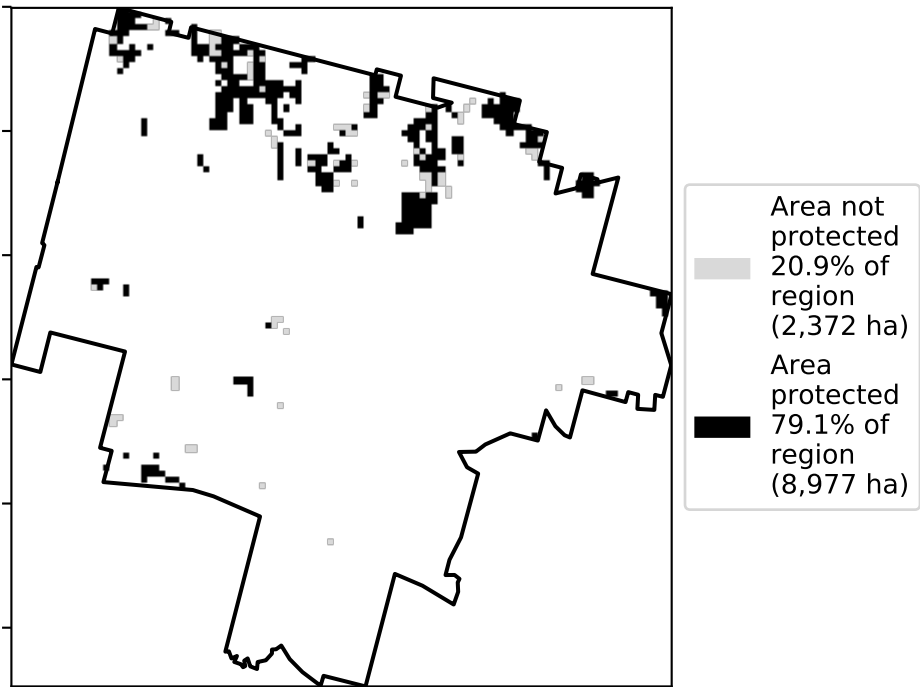 Area not
protected
20.9% of
region
(2,372 ha)
Area
protected
79.1% of
region
(8,977 ha)